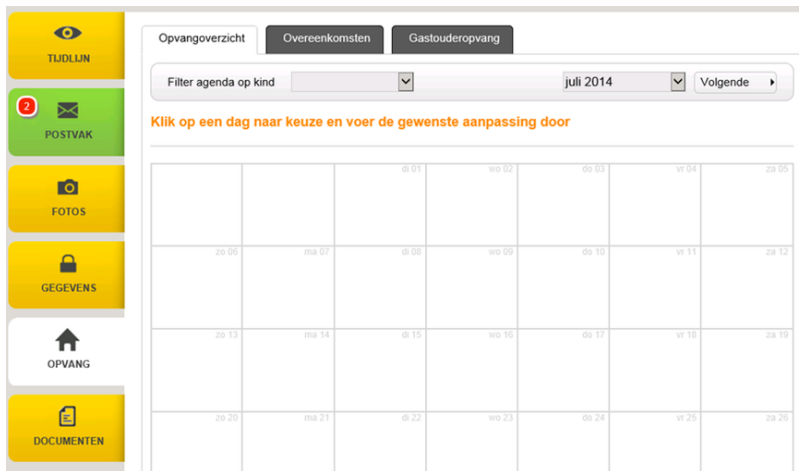 TIJDLIJN
2
POSTVAK
FOTOS
GEGEVENS
OPVANG
DOCUMENTEN
Opvangoverzicht Overeenkomsten Gastouderopvang
Filter agenda op kind juli 2014 Volgende
Klik op een dag naar keuze en voer de gewenste aanpassing door
di 01 wo 02 do 03 vr 04 za 05
zo 06 ma 07 di 08 wo 09 do 10 vr 11 za 12
zo 13 ma 14 di 15 wo 16 do 17 vr 18 za 19
zo 20 ma 21 di 22 wo 23 do 24 vr 25 za 26